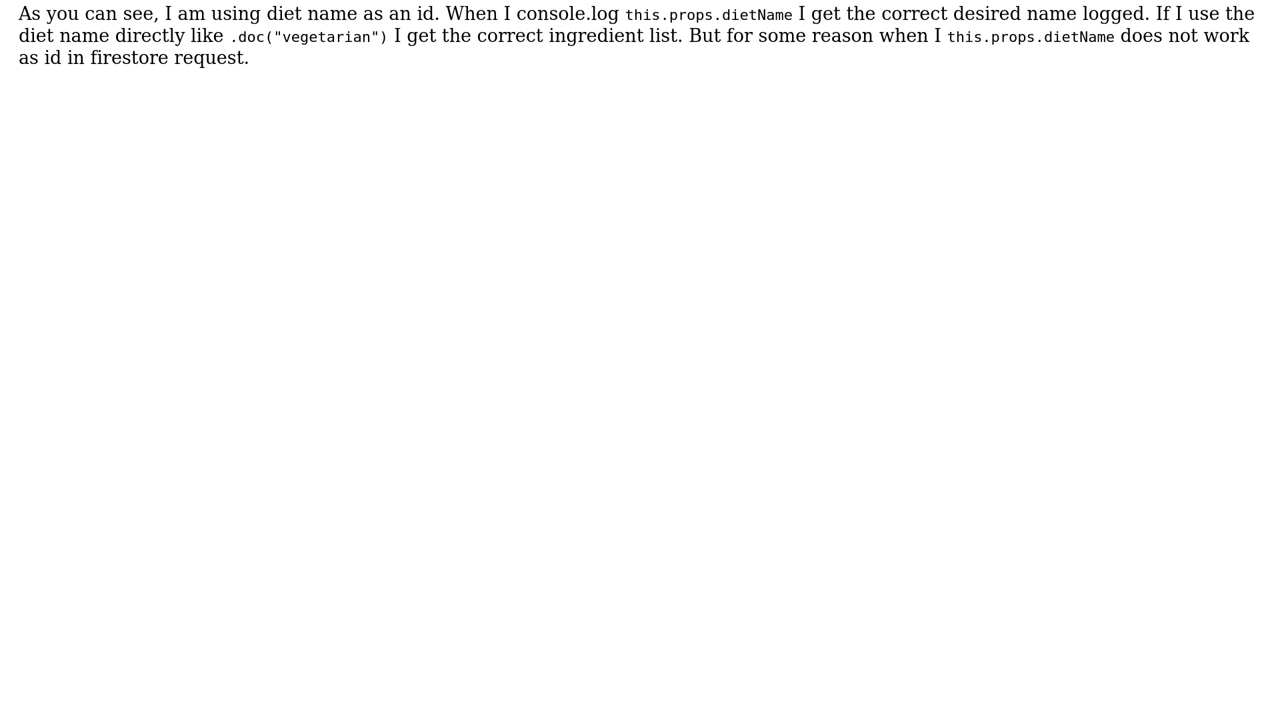 As you can see, I am using diet name as an id. When I console.log this.props.dietName I get the correct desired name logged. If I use the
diet name directly like .doc("vegetarian") I get the correct ingredient list. But for some reason when I this.props.dietName does not work
as id in firestore request.